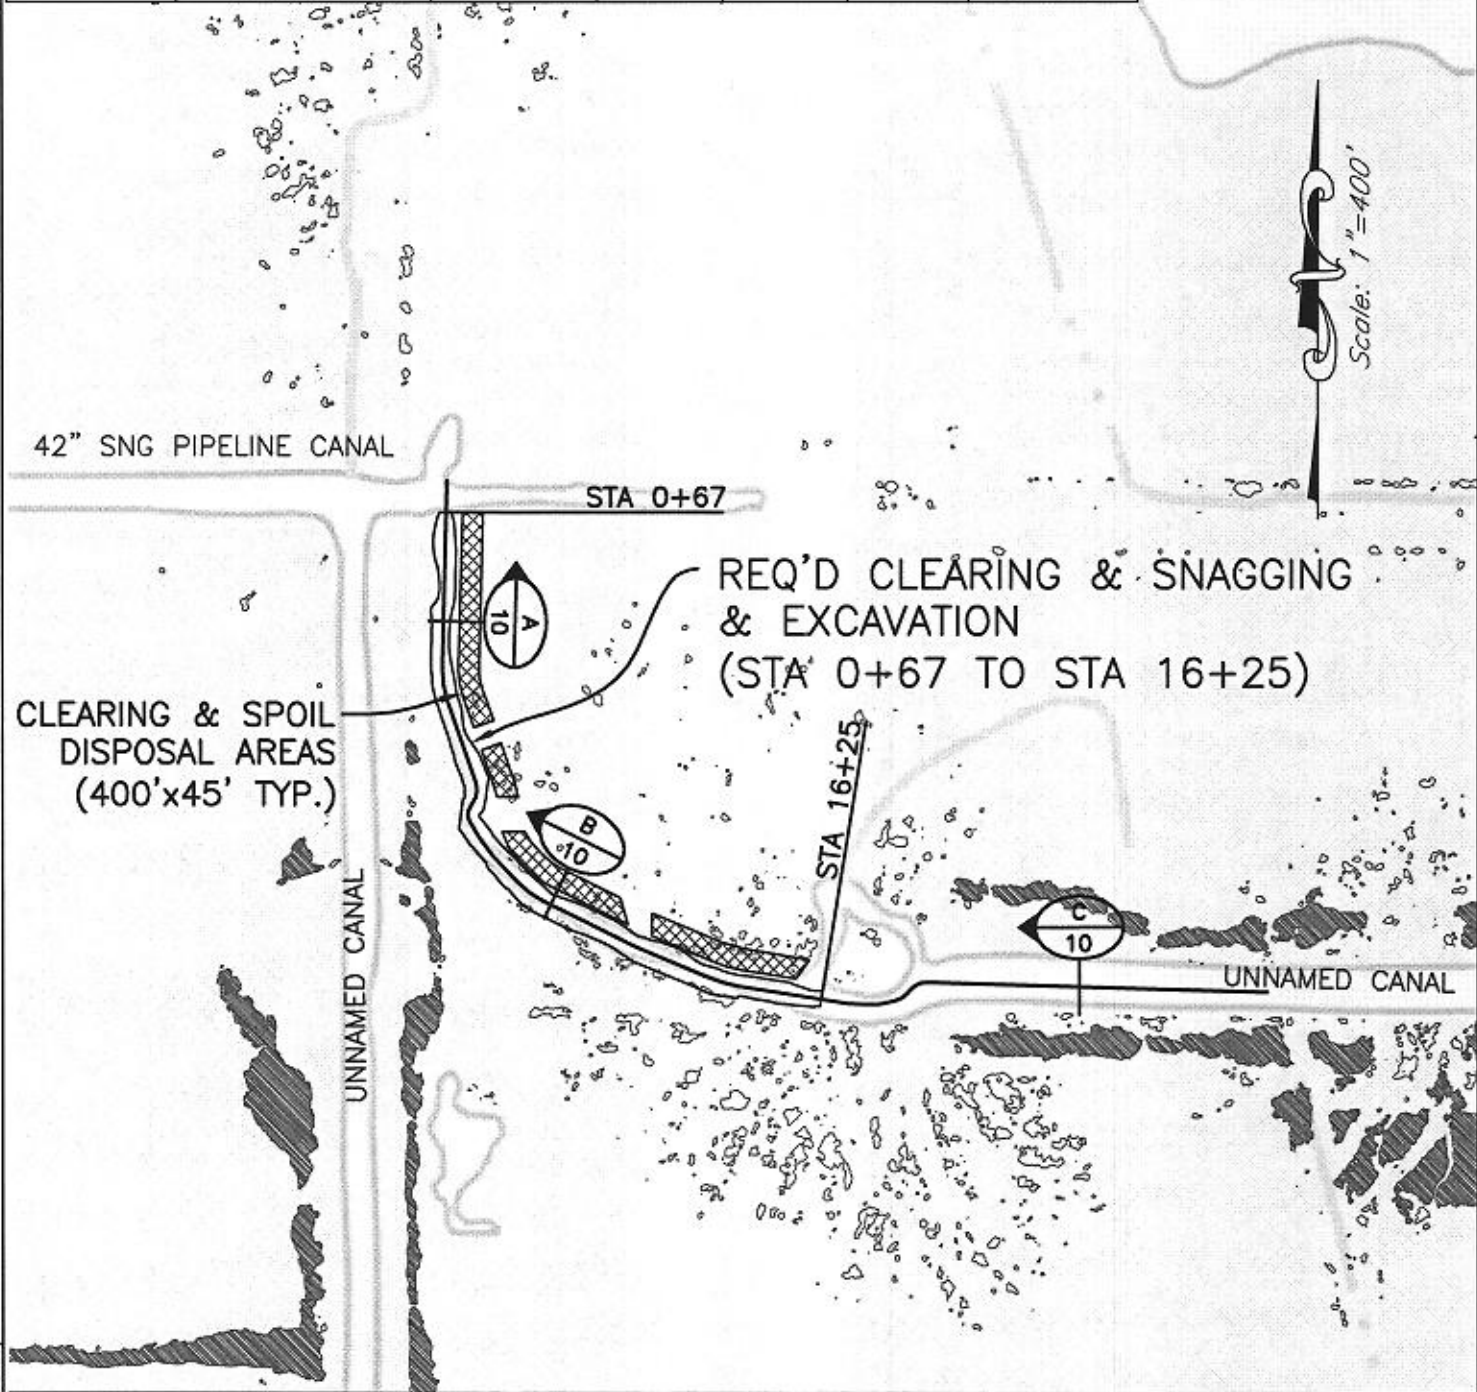 Scale: 1"=400'
42" SNG PIPELINE CANAL
STA 0+67
REQ'D CLEARING & SNAGGING
& EXCAVATION
(STA 0+67 TO STA 16+25)
A
10
CLEARING & SPOIL
DISPOSAL AREAS
(400'x45' TYP.)
STA 16+25
B
10
UNNAMED CANAL
C
10
UNNAMED CANAL